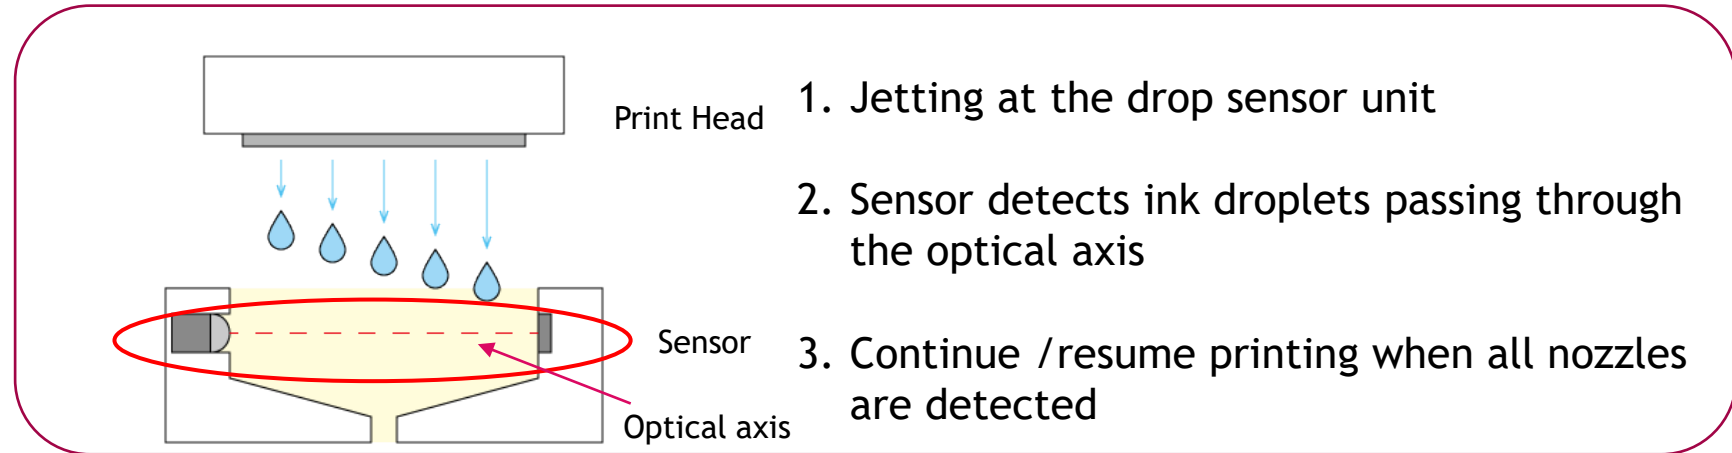 Print Head
Sensor
Optical axis
1. Jetting at the drop sensor unit
2. Sensor detects ink droplets passing through
the optical axis
3. Continue /resume printing when all nozzles
are detected